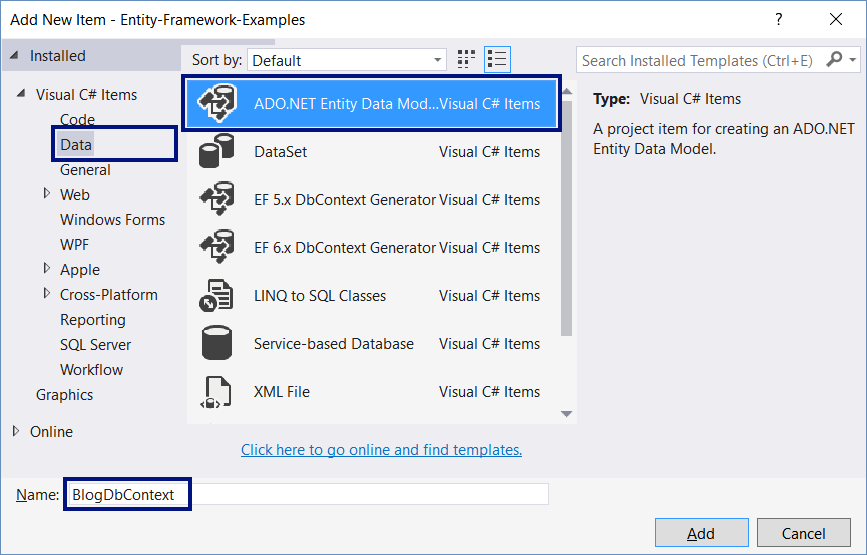 Add New Item - Entity-Framework-Examples
?
Installed
Sort by: Default
Search Installed Templates (Ctrl+E)
Visual C# Items
Code
Data
General
Web
Windows Forms
WPF
Apple
Cross-Platform
Reporting
SQL Server
Workflow
Graphics
Online
ADO.NET Entity Data Mod...Visual C# Items
DataSet Visual C# Items
EF 5.x DbContext Generator Visual C# Items
EF 6.x DbContext Generator Visual C# Items
LINQ to SQL Classes Visual C# Items
Service-based Database Visual C# Items
XML File Visual C# Items
Click here to go online and find templates.
Type: Visual C# Items
A project item for creating an ADO.NET
Entity Data Model.
Name: BlogDbContext
Add Cancel